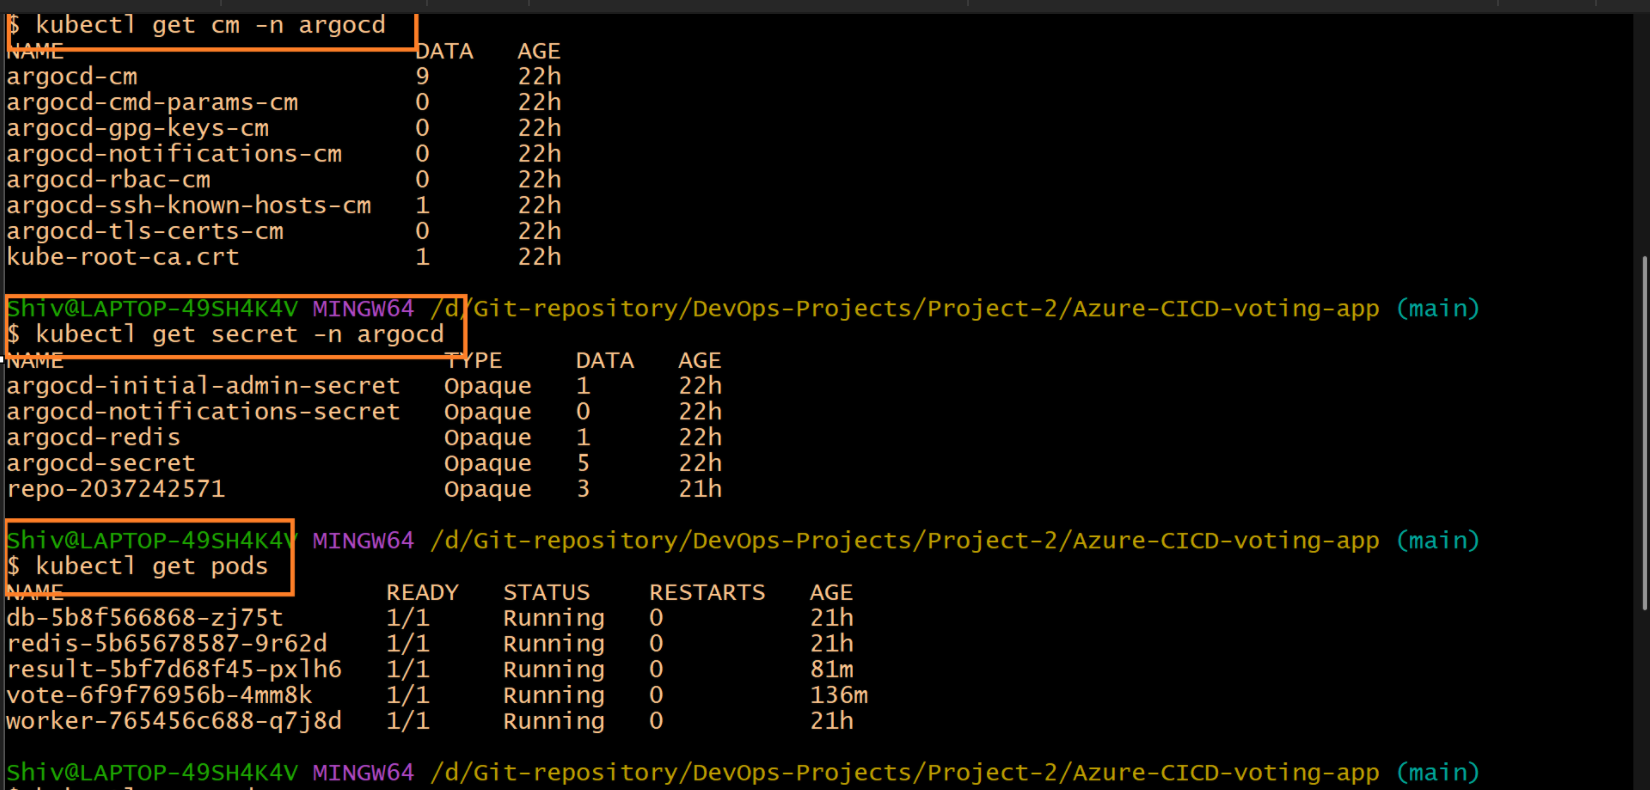 $ kubectl get cm -n argocd
NAME DATA AGE
argocd-cm 9 22h
argocd-cmd-params-cm 0 22h
argocd-gpg-keys-cm 0 22h
argocd-notifications-cm 0 22h
argocd-rbac-cm 0 22h
argocd-ssh-known-hosts-cm 1 22h
argocd-tls-certs-cm 0 22h
kube-root-ca.crt 1 22h
Shiv@LAPTOP-49SH4K4V MINGW64 /d/Git-repository/DevOps-Projects/Project-2/Azure-CICD-voting-app (main)
$ kubectl get secret -n argocd
NAME TYPE DATA AGE
argocd-initial-admin-secret Opaque 1 22h
argocd-notifications-secret Opaque 0 22h
argocd-redis Opaque 1 22h
argocd-secret Opaque 5 22h
repo-2037242571 Opaque 3 21h
Shiv@LAPTOP-49SH4K4V MINGW64 /d/Git-repository/DevOps-Projects/Project-2/Azure-CICD-voting-app (main)
$ kubectl get pods
NAME READY STATUS RESTARTS AGE
db-5b8f566868-zj75t 1/1 Running 0 21h
redis-5b65678587-9r62d 1/1 Running 0 21h
result-5bf7d68f45-pxlh6 1/1 Running 0 81m
vote-6f9f76956b-4mm8k 1/1 Running 0 136m
worker-765456c688-q7j8d 1/1 Running 0 21h
Shiv@LAPTOP-49SH4K4V MINGW64 /d/Git-repository/DevOps-Projects/Project-2/Azure-CICD-voting-app (main)